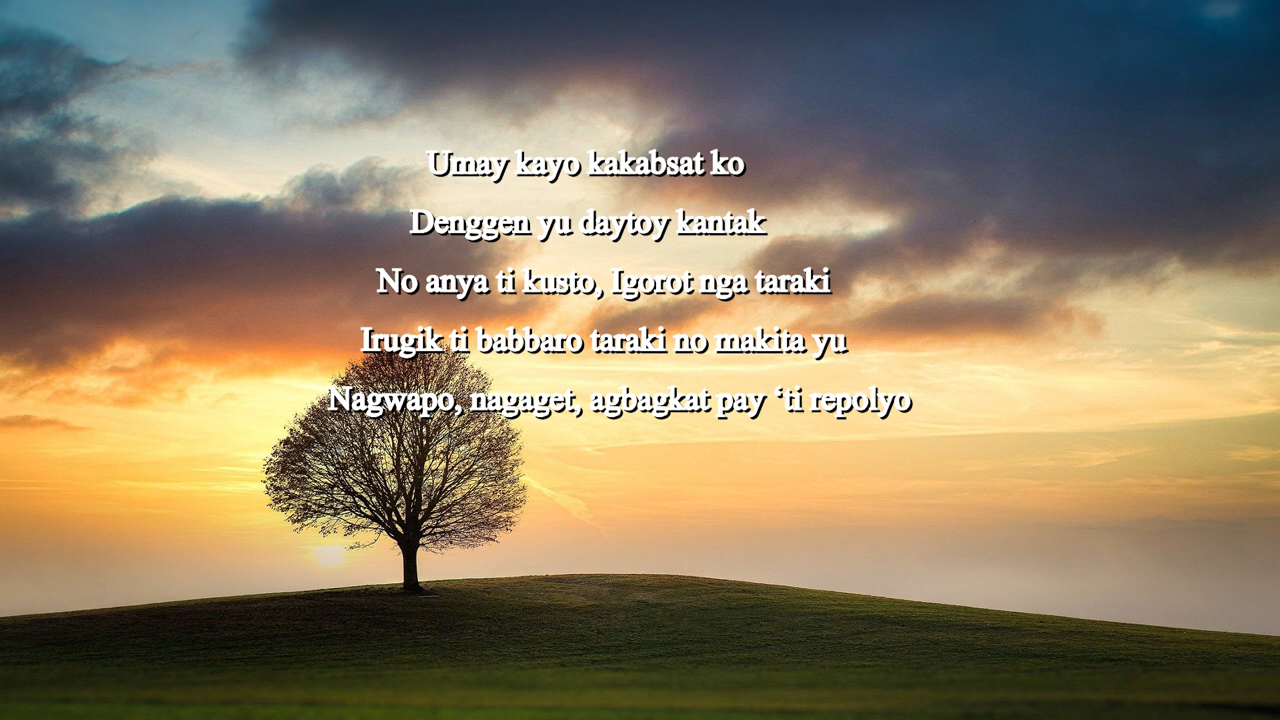 Umay kayo kakabsat ko
Denggen yu daytoy kantak
No anya ti kusto, Igorot nga taraki
Irugik ti babbaro taraki no makita yu
Nagwapo, nagaget, agbagkat pay ‘ti repolyo